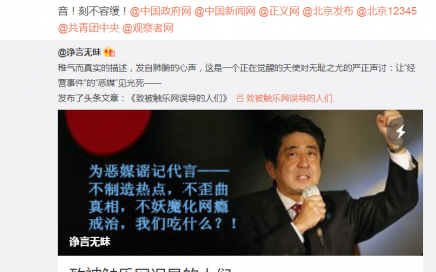 音！刻不容缓！@中国政府网 @中国新闻网 @正义网 @北京发布 @北京12345
@共青团中央 @观察者网
@诤言无昧
稚气而真实的描述，发自肺腑的心声，这是一个正在觉醒的天使对无耻之尤的严正声讨：让“经
营事件”的“恶媒”见光死——
发布了头条文章：《致被触乐网误导的人们》 致被触乐网误导的人们
为恶媒谣记代言——
不制造热点，不歪曲
真相，不妖魔化网瘾
戒治，我们吃什么？！
诤言无昧
致被触乐网误导的人们